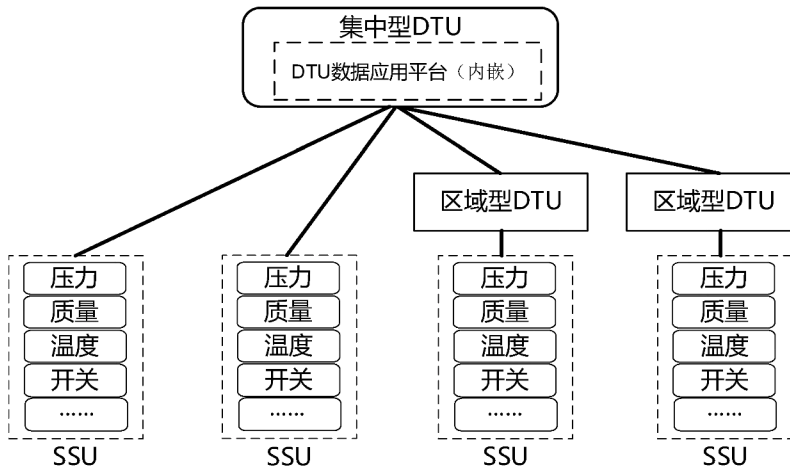 集中型DTU
DTU数据应用平台（内嵌）
区域型DTU
区域型DTU
压力
质量
温度
开关
……
SSU
压力
质量
温度
开关
……
SSU
压力
质量
温度
开关
……
SSU
压力
质量
温度
开关
……
SSU